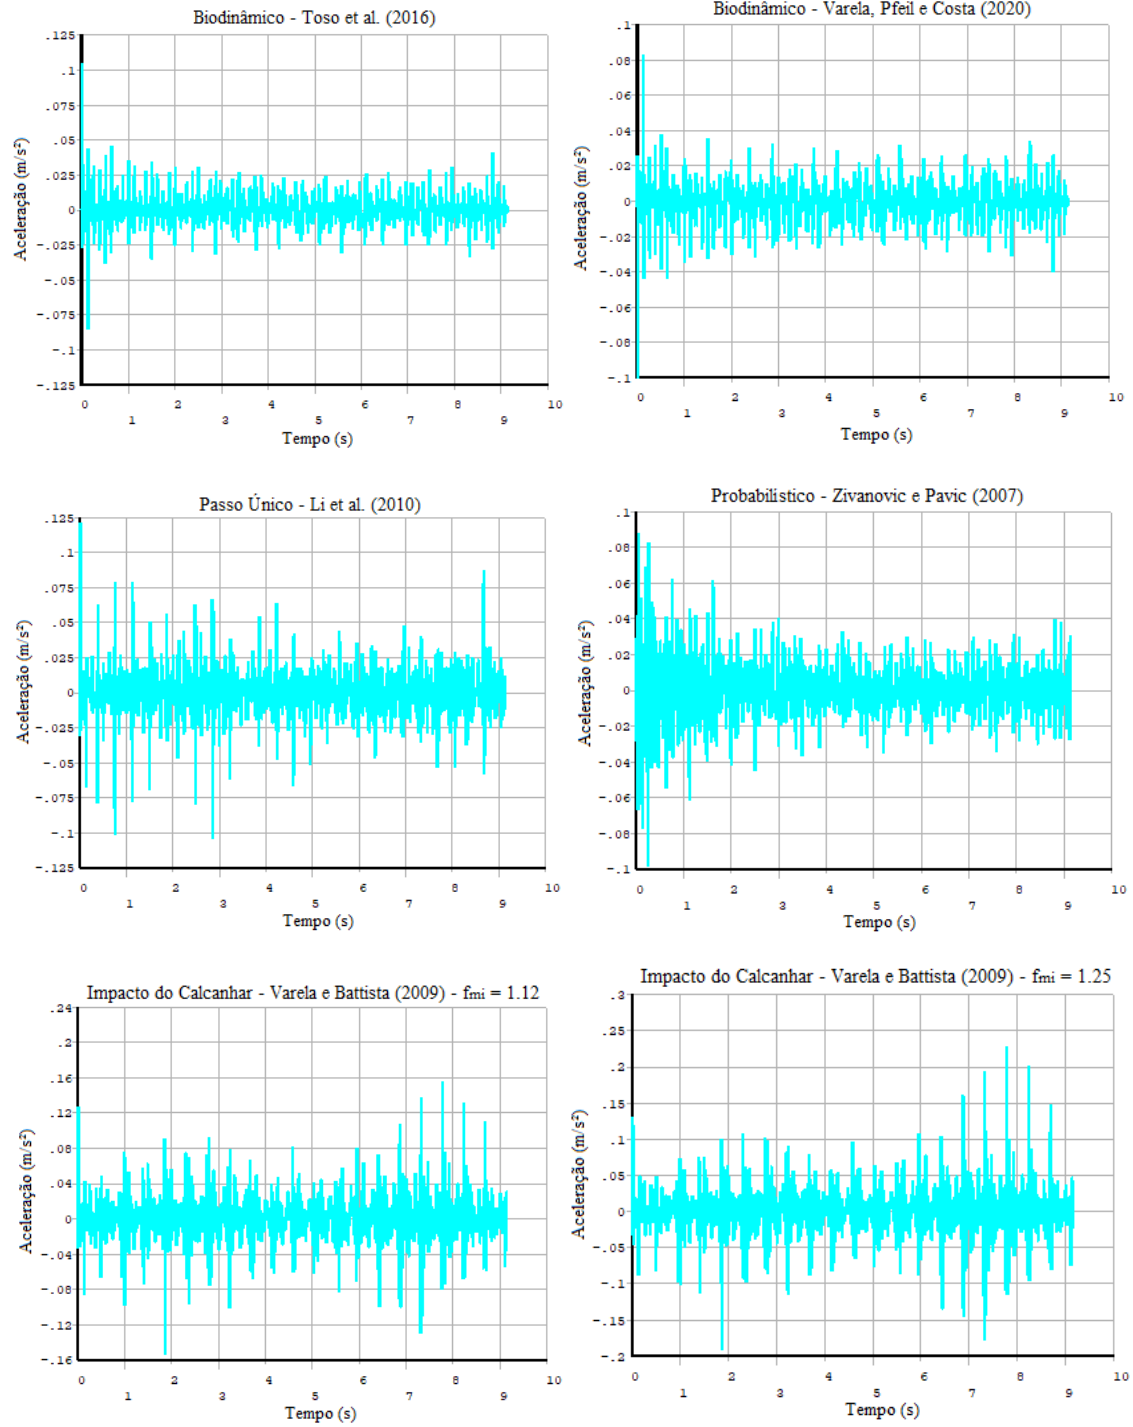 Biodinâmico - Toso et al. (2016)
.125
.1
.075
.05
.025
0
-.025
-.05
-.075
-.1
-.125
Aceleração (m/s²)
0 2 4 6 8 10
1 3 5 7 9
Tempo (s)
Biodinâmico - Varela, Pfeil e Costa (2020)
.1
.08
.06
.04
.02
0
-.02
-.04
-.06
-.08
-.1
Aceleração (m/s²)
0 2 4 6 8 10
1 3 5 7 9
Tempo (s)
Passo Único - Li et al. (2010)
.125
.1
.075
.05
.025
0
-.025
-.05
-.075
-.1
-.125
Aceleração (m/s²)
0 2 4 6 8 10
1 3 5 7 9
Tempo (s)
Probabilistico - Zivanovic e Pavic (2007)
.1
.08
.06
.04
.02
0
-.02
-.04
-.06
-.08
-.1
Aceleração (m/s²)
0 2 4 6 8 10
1 3 5 7 9
Tempo (s)
Impacto do Calcanhar - Varela e Battista (2009) - fmi = 1.12
.24
.2
.16
.12
.08
.04
0
-.04
-.08
-.12
-.16
Aceleração (m/s²)
0 2 4 6 8 10
1 3 5 7 9
Tempo (s)
Impacto do Calcanhar - Varela e Battista (2009) - fmi = 1.25
.3
.25
.2
.15
.1
.05
0
-.05
-.1
-.15
-.2
Aceleração (m/s²)
0 2 4 6 8 10
1 3 5 7 9
Tempo (s)